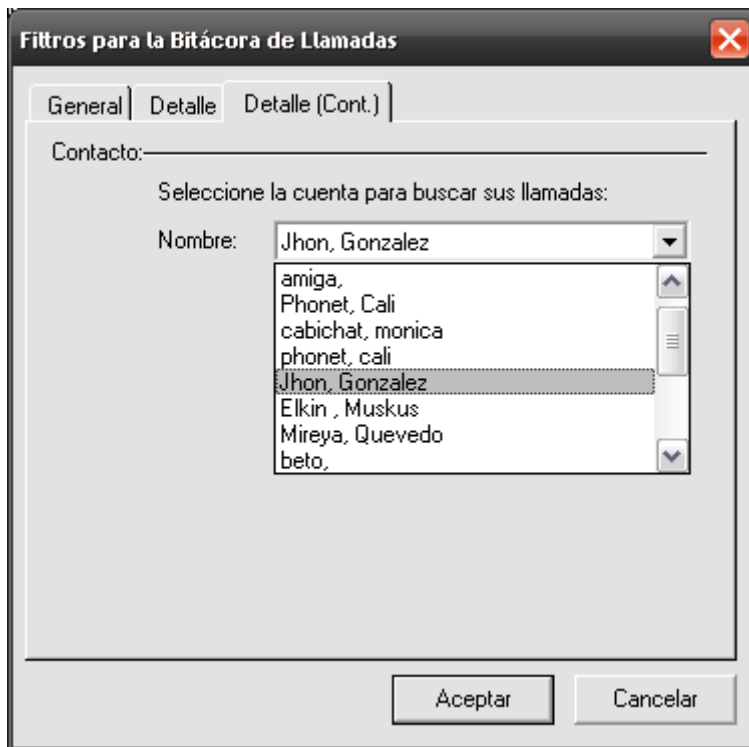 Filtros para la Bitácora de Llamadas
General Detalle Detalle (Cont.)
Contacto:
Seleccione la cuenta para buscar sus llamadas:
Nombre: Jhon, Gonzalez
amiga,
Phonet, Cali
cabichat, monica
phonet, cali
Jhon, Gonzalez
Elkin , Muskus
Mireya, Quevedo
beto,
Aceptar Cancelar